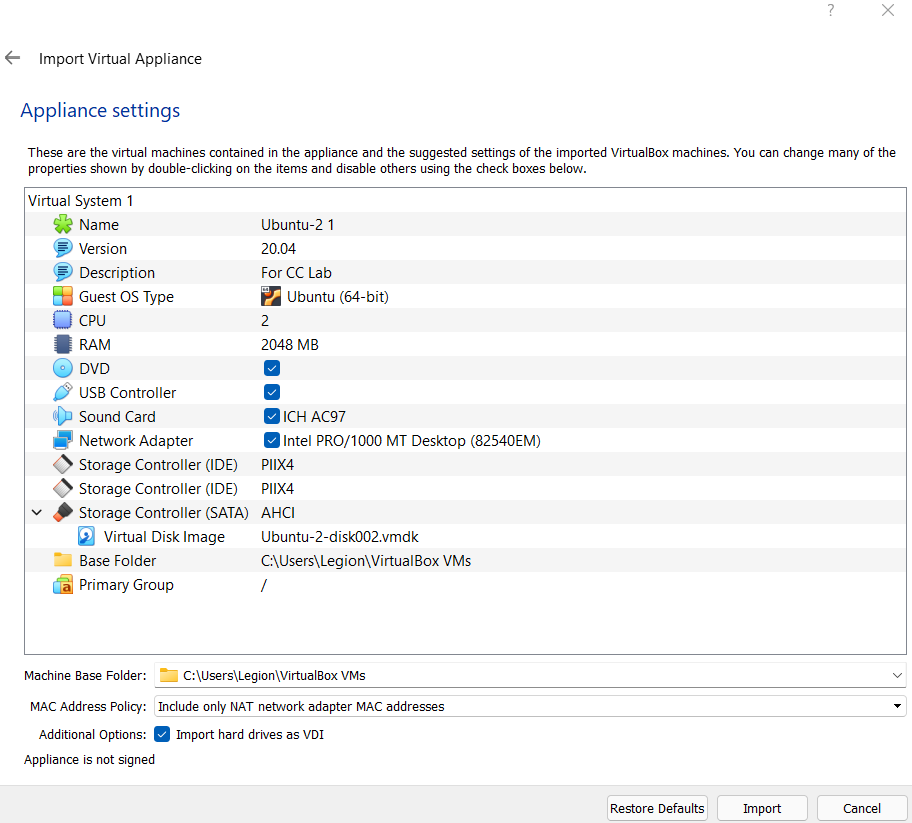 ?
Import Virtual Appliance
Appliance settings
These are the virtual machines contained in the appliance and the suggested settings of the imported VirtualBox machines. You can change many of the
properties shown by double-clicking on the items and disable others using the check boxes below.
Virtual System 1
Name Ubuntu-2 1
Version 20.04
Description For CC Lab
Guest OS Type Ubuntu (64-bit)
CPU 2
RAM 2048 MB
DVD
USB Controller
Sound Card ICH AC97
Network Adapter Intel PRO/1000 MT Desktop (82540EM)
Storage Controller (IDE) PIIX4
Storage Controller (IDE) PIIX4
Storage Controller (SATA) AHCI
Virtual Disk Image Ubuntu-2-disk002.vmdk
Base Folder C:\Users\Legion\VirtualBox VMs
Primary Group /
Machine Base Folder: C:\Users\Legion\VirtualBox VMs
MAC Address Policy: Include only NAT network adapter MAC addresses
Additional Options: Import hard drives as VDI
Appliance is not signed
Restore Defaults Import Cancel